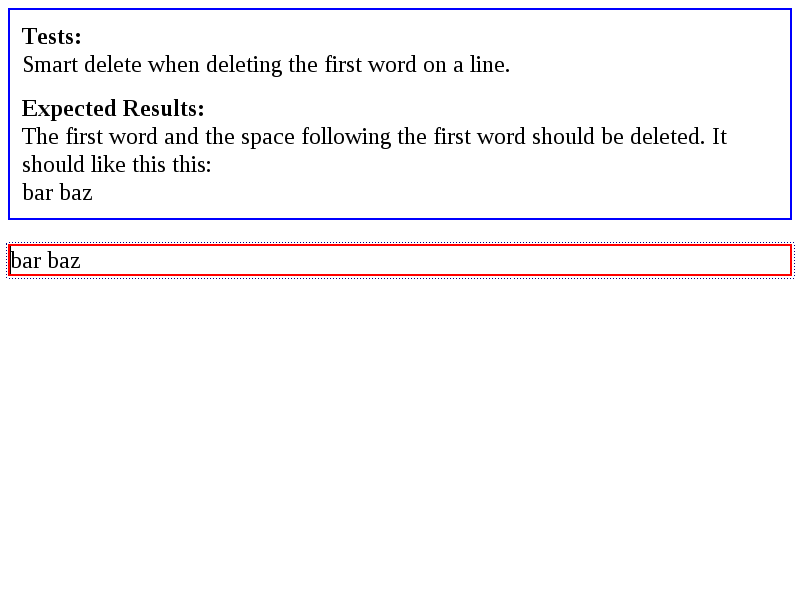 Tests:
Smart delete when deleting the first word on a line.
Expected Results:
The first word and the space following the first word should be deleted. It
should like this this:
bar baz
bar baz